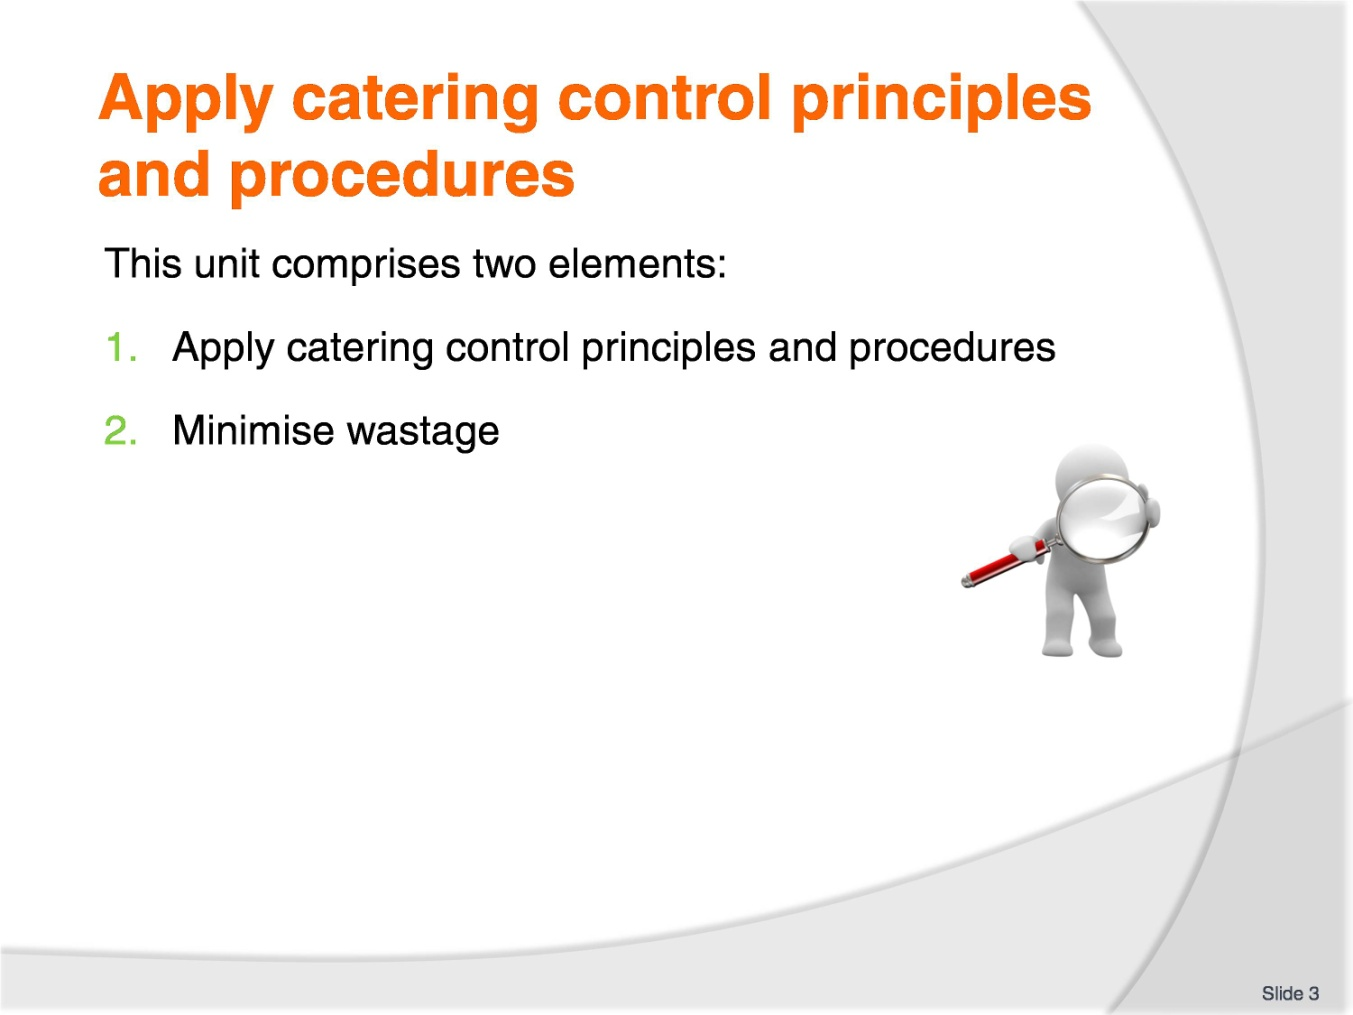 Apply catering control principles
and procedures
This unit comprises two elements:
1. Apply catering control principles and procedures
2. Minimise wastage
Slide 3